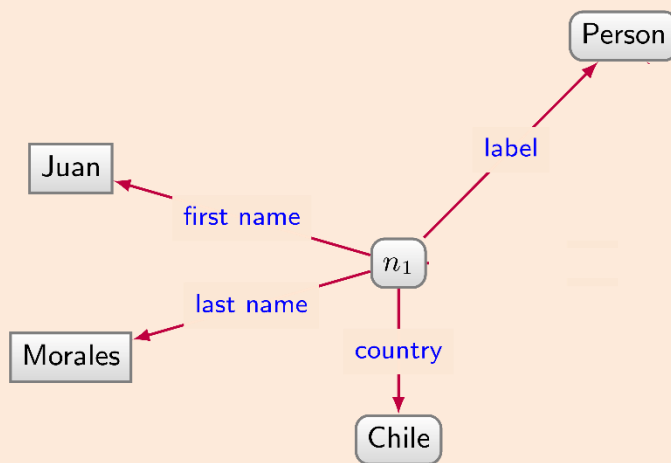 Person
label
Juan
first name
n₁
last name
Morales
country
Chile